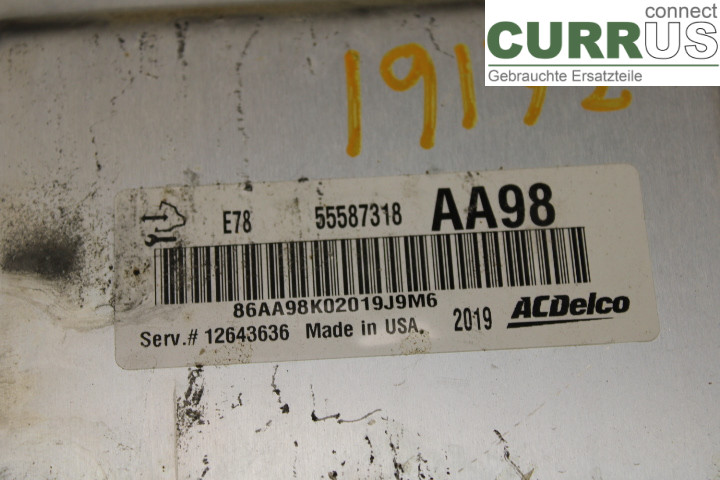 connect
CURRUS
Gebrauchte Ersatzteile
E78 55587318 AA98
86AA98K02019J9M6
Serv.# 12643636 Made in USA. 2019 ACDelco